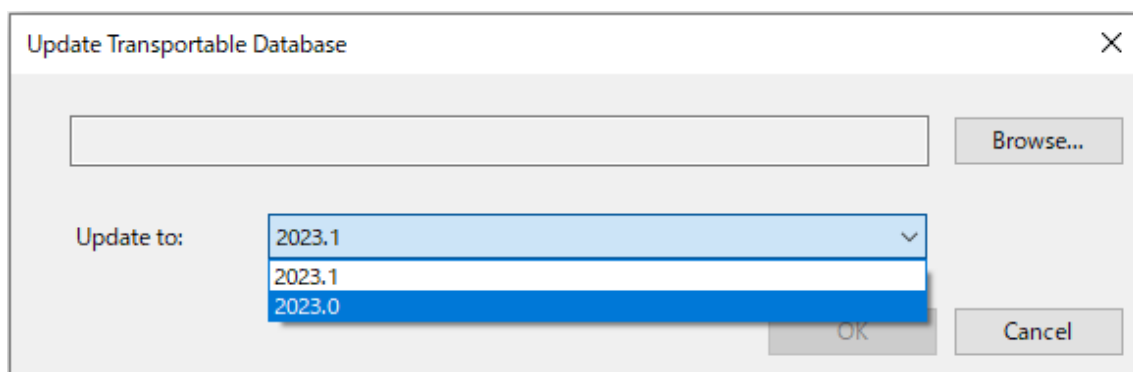 Update Transportable Database
Browse...
Update to:
2023.1
2023.1
2023.0
OK
Cancel